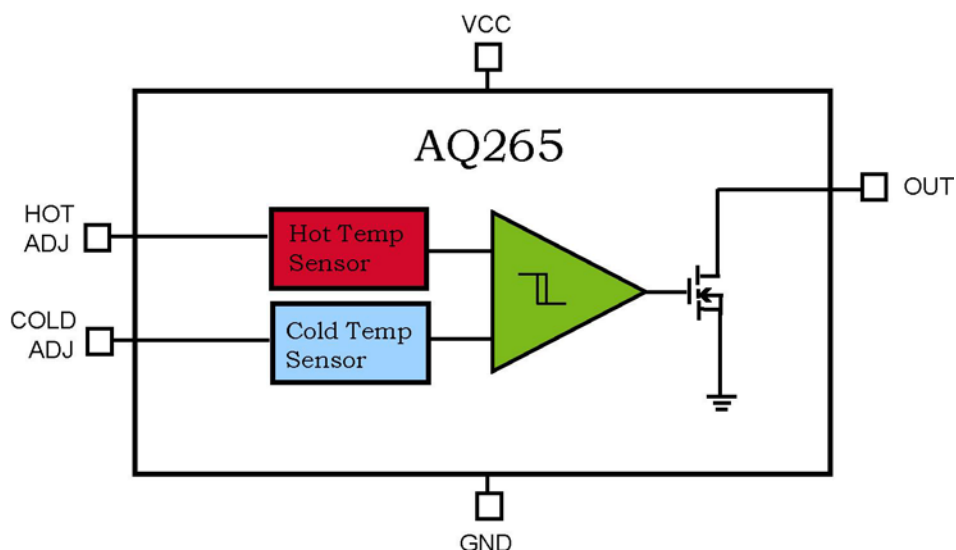 VCC
AQ265
OUT
HOT
ADJ
Hot Temp
Sensor
COLD
ADJ
Cold Temp
Sensor
GND